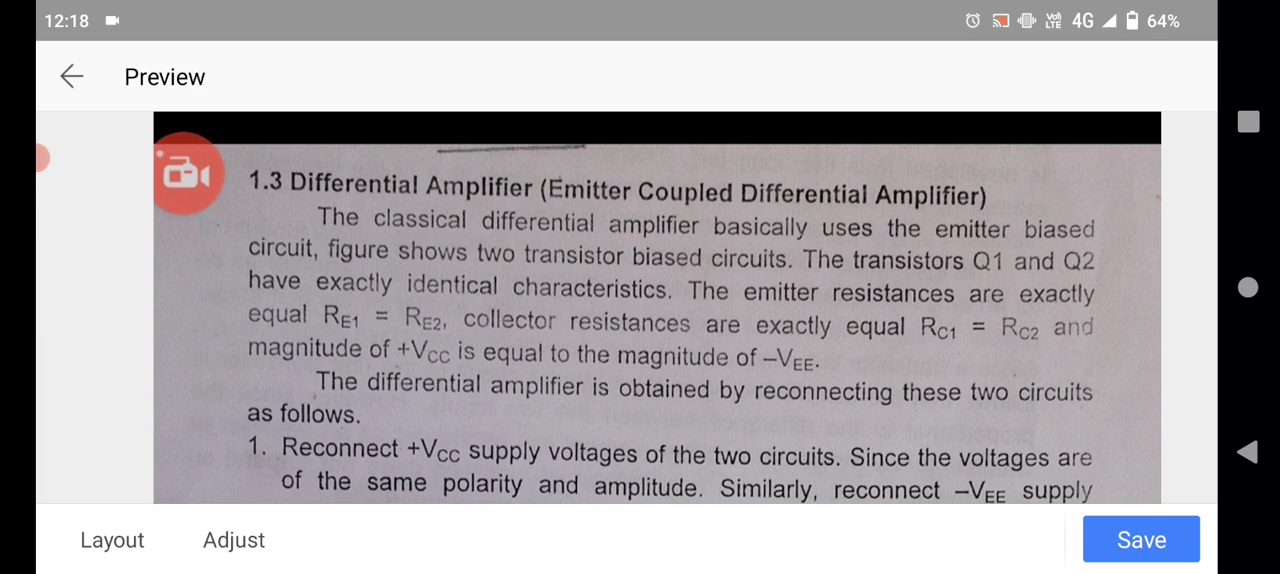 12:18
Vo) LTE 4G 64%
Preview
1.3 Differential Amplifier (Emitter Coupled Differential Amplifier)
The classical differential amplifier basically uses the emitter biased
circuit, figure shows two transistor biased circuits. The transistors Q1 and Q2
have exactly identical characteristics. The emitter resistances are exactly
equal RE1 = RE2, collector resistances are exactly equal RC1 = RC2 and
magnitude of +VCC is equal to the magnitude of –VEE.
The differential amplifier is obtained by reconnecting these two circuits
as follows.
1. Reconnect +VCC supply voltages of the two circuits. Since the voltages are
of the same polarity and amplitude. Similarly, reconnect –VEE supply
Layout Adjust Save